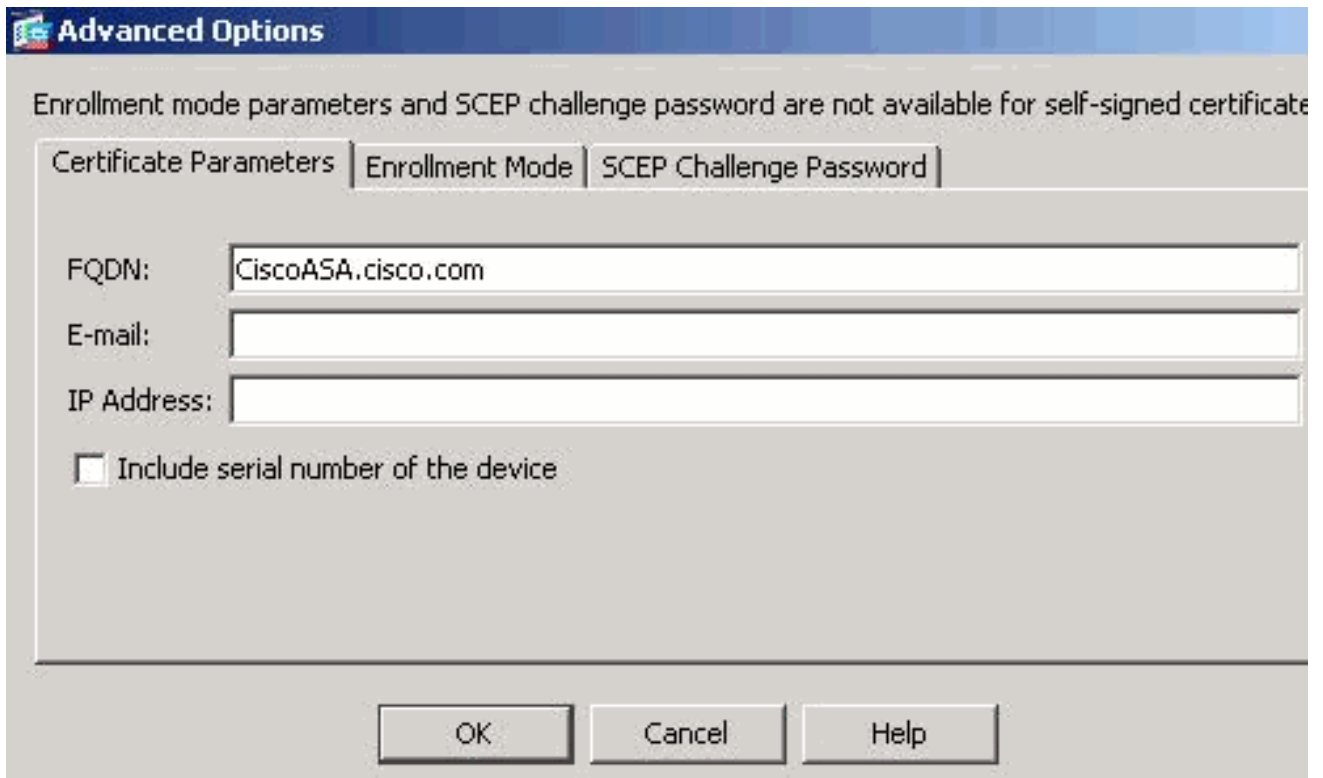 Advanced Options
Enrollment mode parameters and SCEP challenge password are not available for self-signed certificate
Certificate Parameters Enrollment Mode SCEP Challenge Password
FQDN: CiscoASA.cisco.com
E-mail:
IP Address:
Include serial number of the device
OK Cancel Help